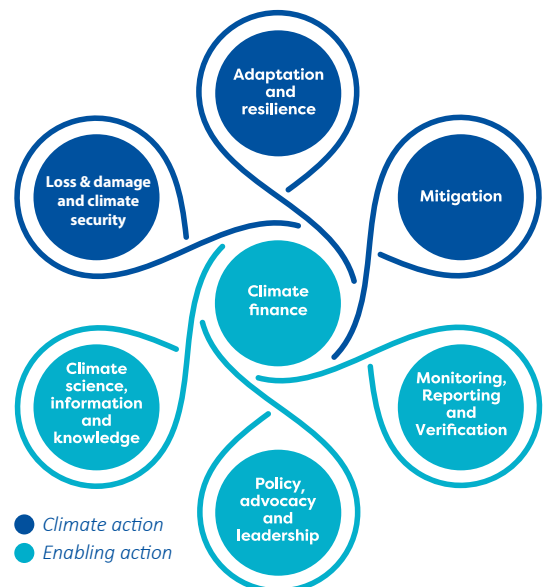 Adaptation
and
resilience
Loss & damage
and climate
security
Mitigation
Climate
finance
Climate
science,
information
and
knowledge
Monitoring,
Reporting
and
Verification
Policy,
advocacy
and
leadership
Climate action
Enabling action